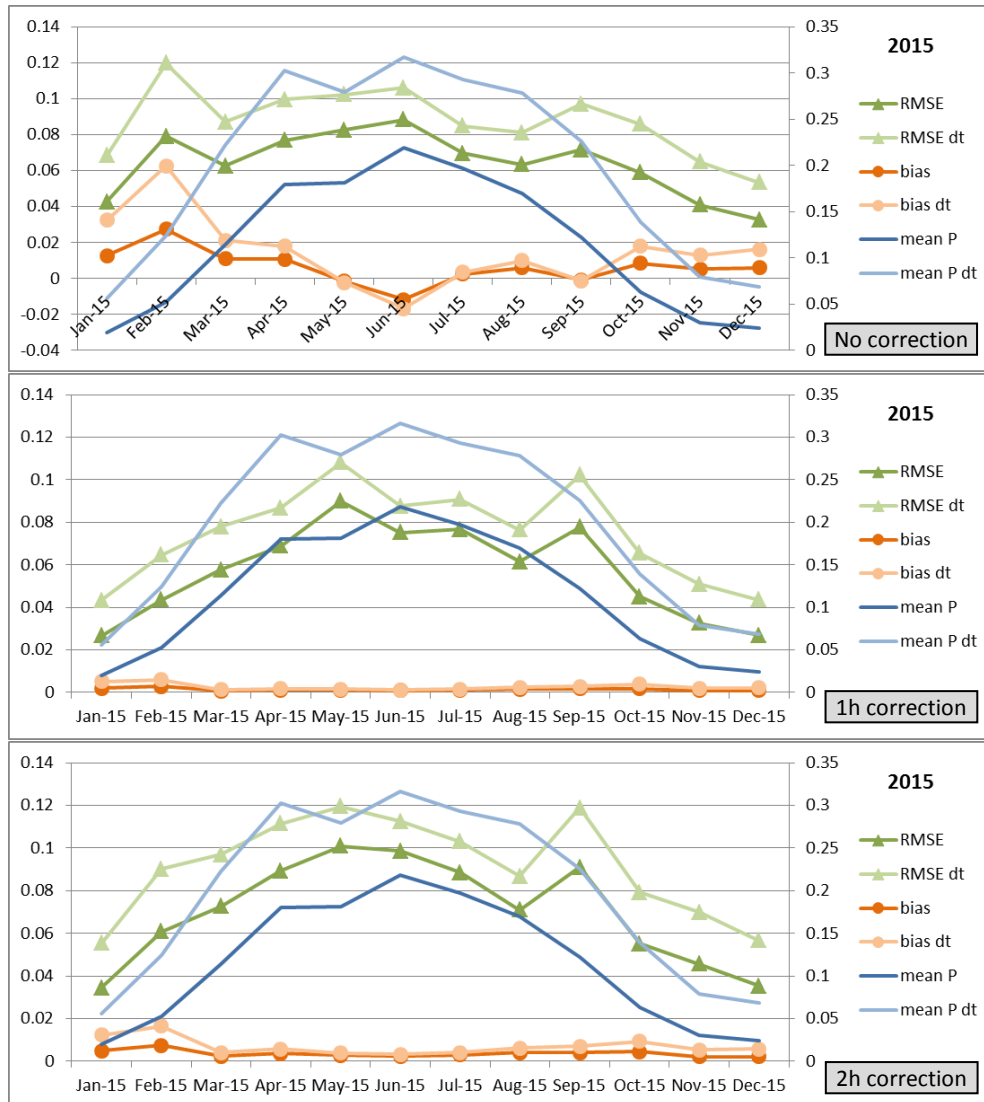 0.14 0.35
0.12 0.3
0.1 0.25
0.08 0.2
0.06
0.04 0.15
0.02 0.1
0
-0.02 0.05
-0.04 0
Jan-15 Feb-15 Mar-15 Apr-15 May-15 Jun-15 Jul-15 Aug-15 Sep-15 Oct-15 Nov-15 Dec-15
2015
RMSE
RMSE dt
bias
bias dt
mean P
mean P dt
No correction
0.14 0.35
0.12 0.3
0.1 0.25
0.08 0.2
0.06 0.15
0.04 0.1
0.02 0.05
0 0
Jan-15 Feb-15 Mar-15 Apr-15 May-15 Jun-15 Jul-15 Aug-15 Sep-15 Oct-15 Nov-15 Dec-15
2015
RMSE
RMSE dt
bias
bias dt
mean P
mean P dt
1h correction
0.14 0.35
0.12 0.3
0.1 0.25
0.08 0.2
0.06 0.15
0.04 0.1
0.02 0.05
0 0
Jan-15 Feb-15 Mar-15 Apr-15 May-15 Jun-15 Jul-15 Aug-15 Sep-15 Oct-15 Nov-15 Dec-15
2015
RMSE
RMSE dt
bias
bias dt
mean P
mean P dt
2h correction